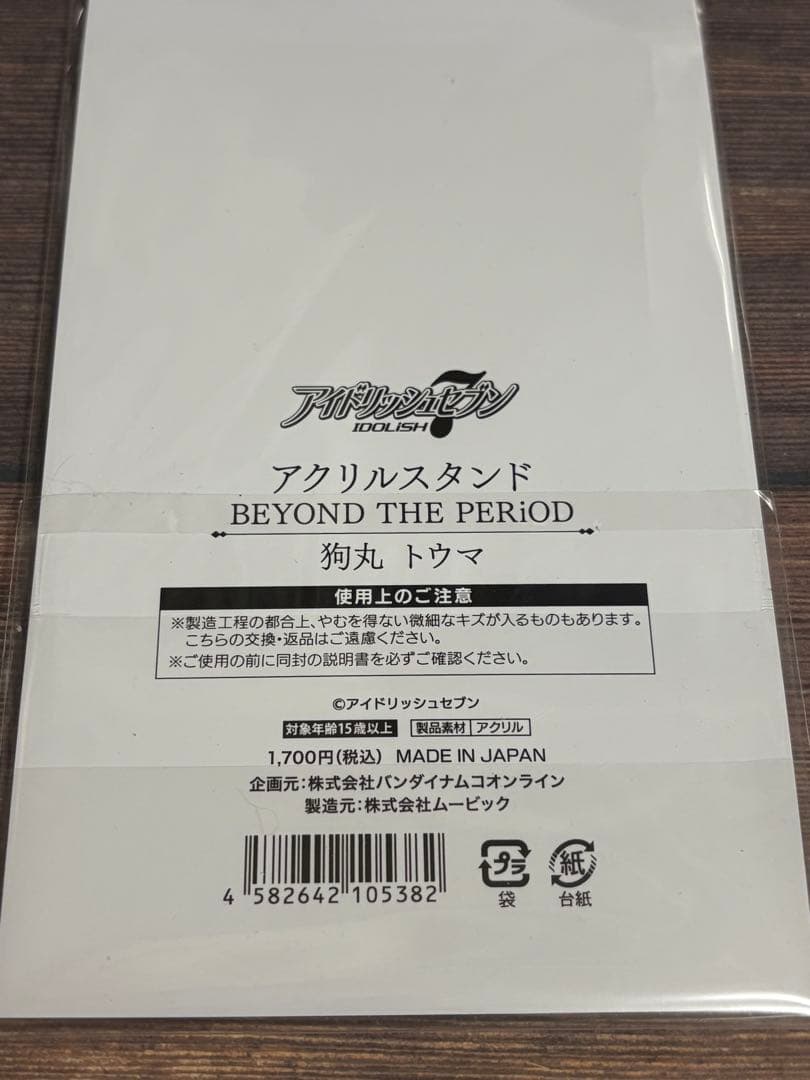 アイドリッシュセブン
IDOLiSH7
アクリルスタンド
BEYOND THE PERiOD
狗丸 トウマ
使用上のご注意
※製造工程の都合上、やむを得ない微細なキズが入るものもあります。
こちらの交換・返品はご遠慮ください。
※ご使用の前に同封の説明書を必ずご確認ください。
©アイドリッシュセブン
対象年齢15歳以上 製品素材 アクリル
1,700円(税込) MADE IN JAPAN
企画元:株式会社バンダイナムコオンライン
製造元:株式会社ムービック
4 582642 105382
プラ 紙
袋 台紙